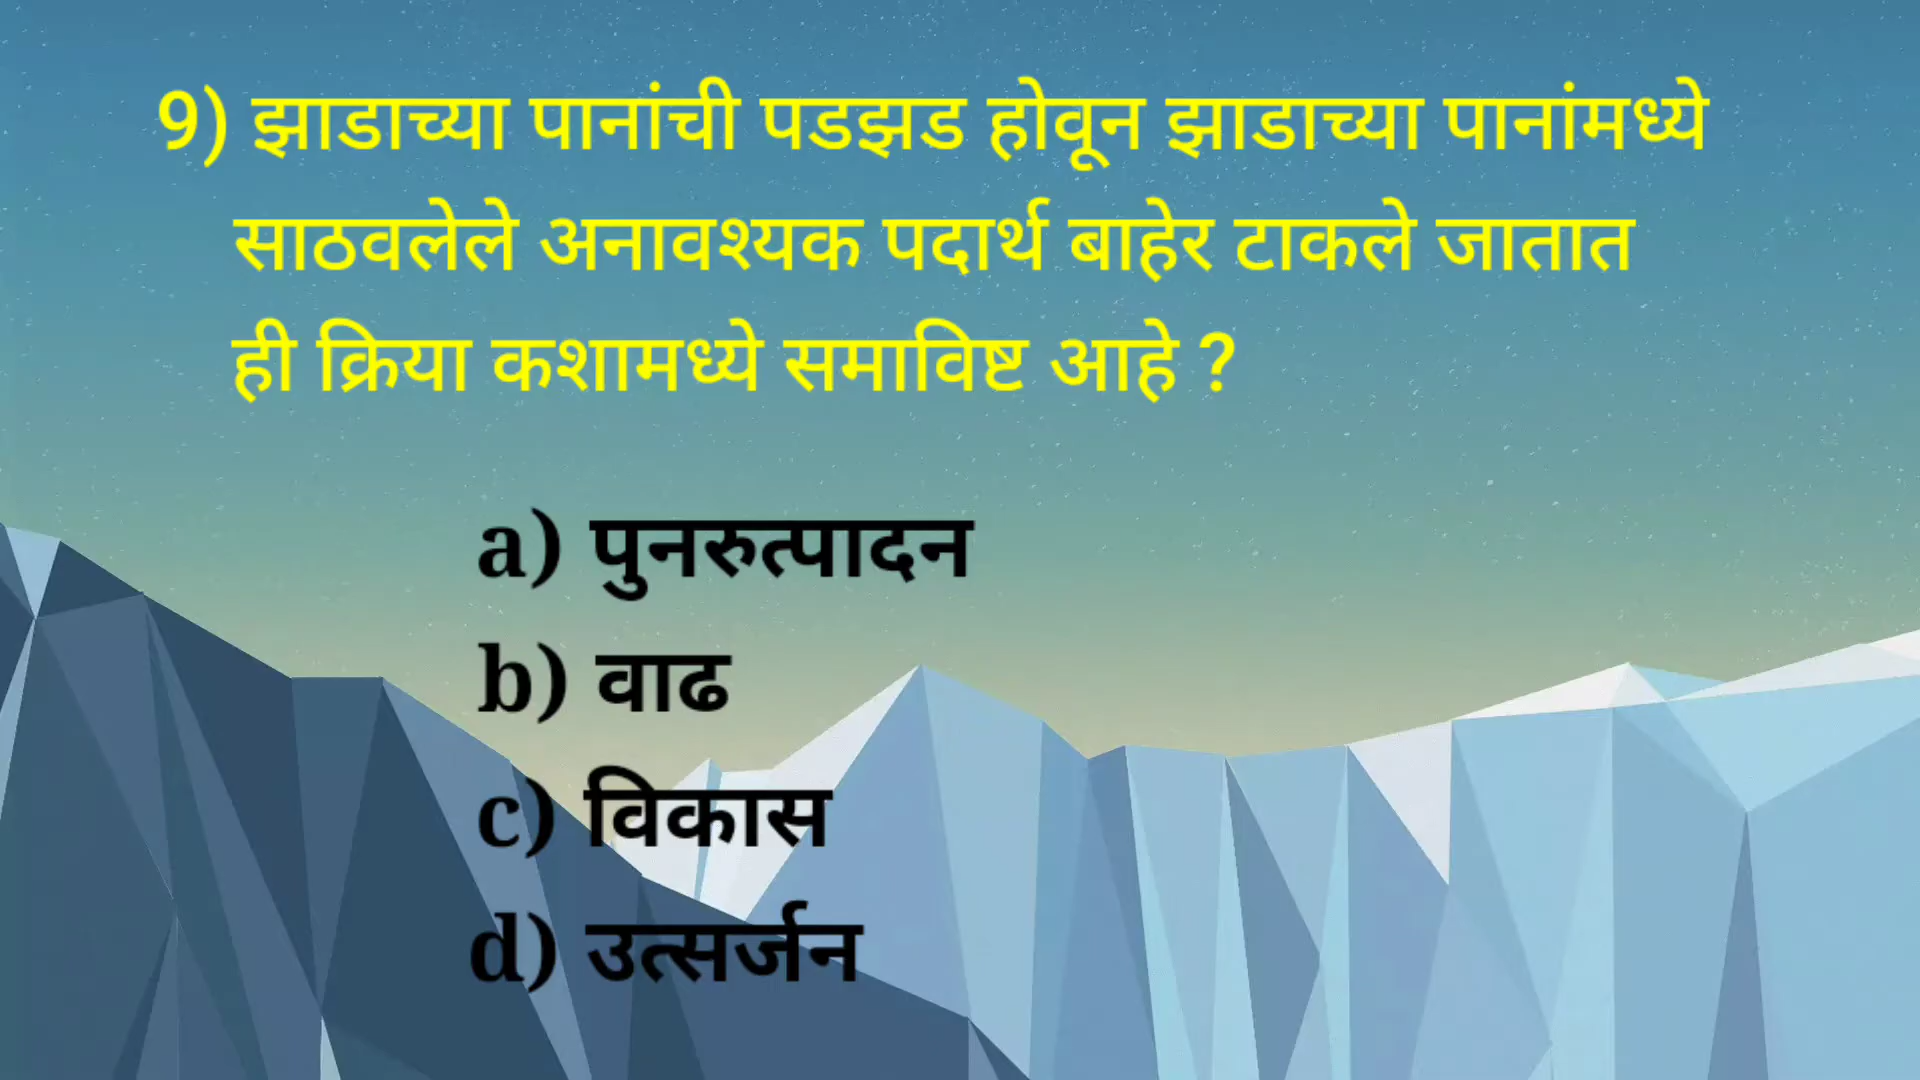 9) झाडाच्या पानांची पडझड होवून झाडाच्या पानांमध्ये
साठवलेले अनावश्यक पदार्थ बाहेर टाकले जातात
ही क्रिया कशामध्ये समाविष्ट आहे ?
a) पुनरुत्पादन
b) वाढ
c) विकास
d) उत्सर्जन